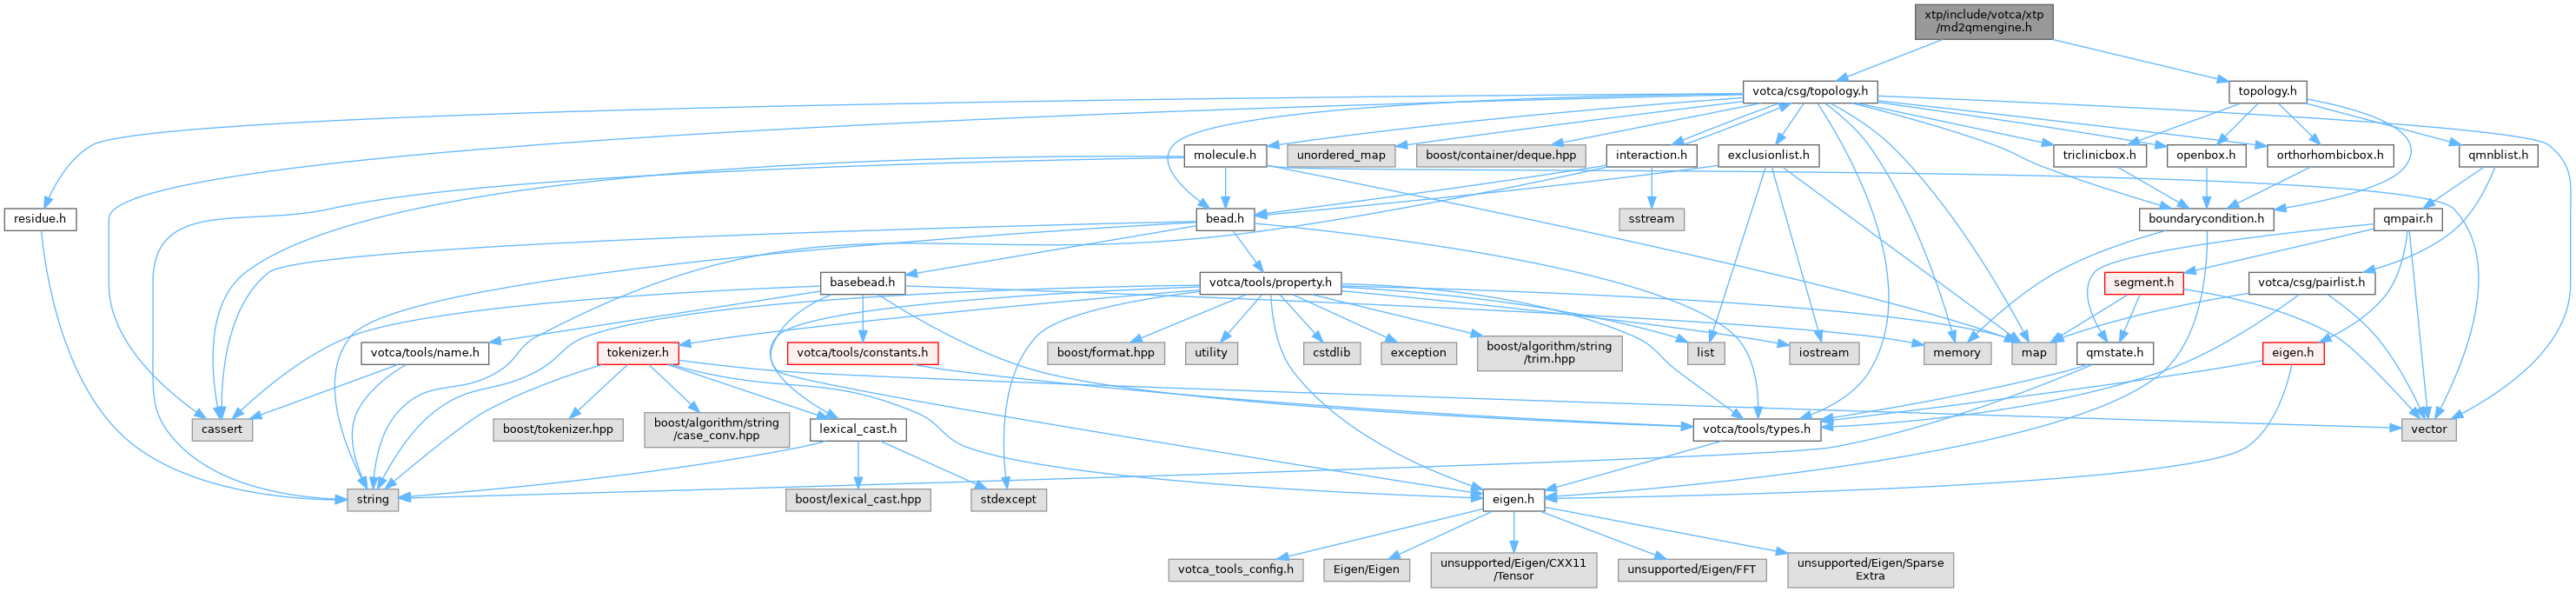 xtp/include/votca/xtp
/md2qmengine.h
votca/csg/topology.h
topology.h
molecule.h
unordered_map
boost/container/deque.hpp
interaction.h
exclusionlist.h
triclinicbox.h
openbox.h
orthorhombicbox.h
qmnblist.h
residue.h
bead.h
sstream
boundarycondition.h
qmpair.h
basebead.h
votca/tools/property.h
segment.h
votca/csg/pairlist.h
votca/tools/name.h
tokenizer.h
votca/tools/constants.h
boost/format.hpp
utility
cstdlib
exception
boost/algorithm/string
/trim.hpp
list
iostream
memory
map
qmstate.h
eigen.h
cassert
boost/tokenizer.hpp
boost/algorithm/string
/case_conv.hpp
lexical_cast.h
votca/tools/types.h
vector
string
boost/lexical_cast.hpp
stdexcept
eigen.h
votca_tools_config.h
Eigen/Eigen
unsupported/Eigen/CXX11
/Tensor
unsupported/Eigen/FFT
unsupported/Eigen/Sparse
Extra